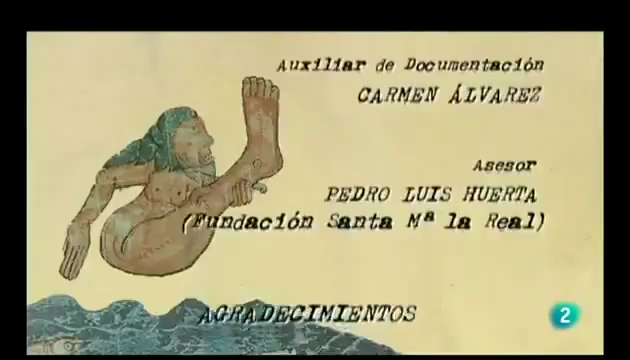 Auxiliar de Documentación
CARMEN ÁLVAREZ
Asesor
PEDRO LUIS HUERTA
(Fundación Santa Mª la Real)
AGRADECIMIENTOS
2